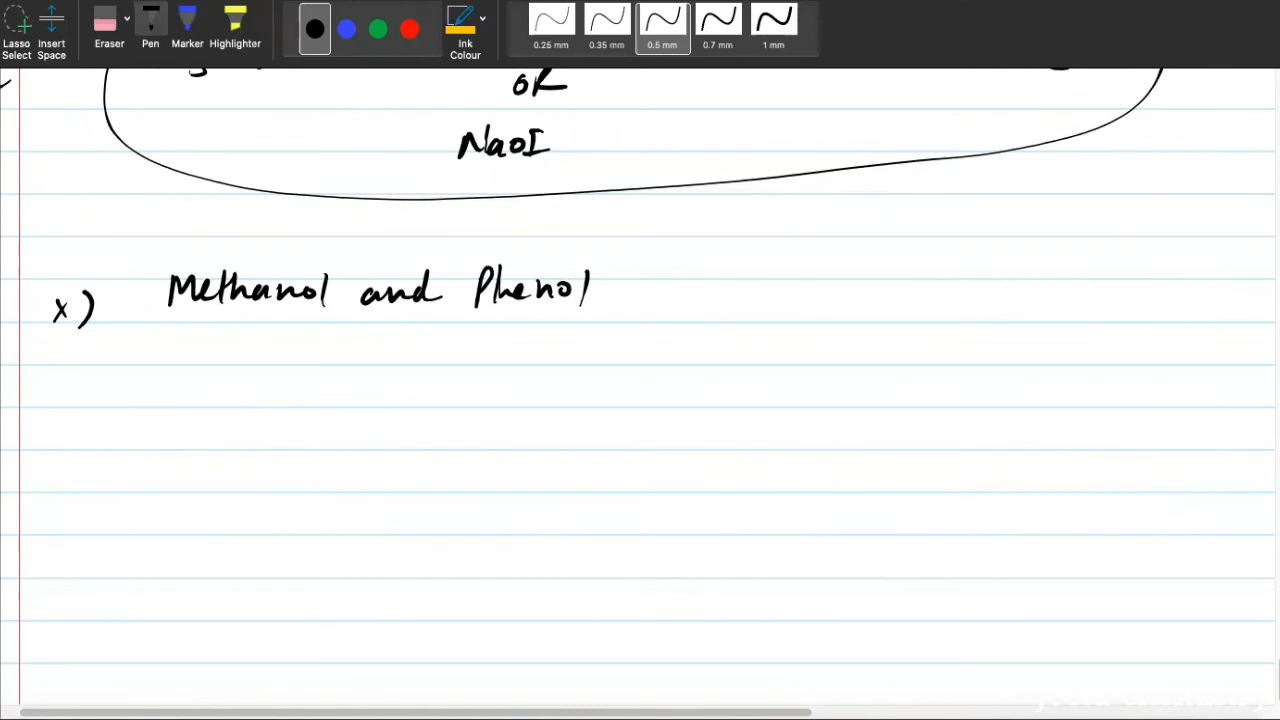 Lasso Select
Insert Space
Eraser
Pen
Marker
Highlighter
Ink Colour
0.25 mm
0.35 mm
0.5 mm
0.7 mm
1 mm
OR
NaOI
x) Methanol and Phenol